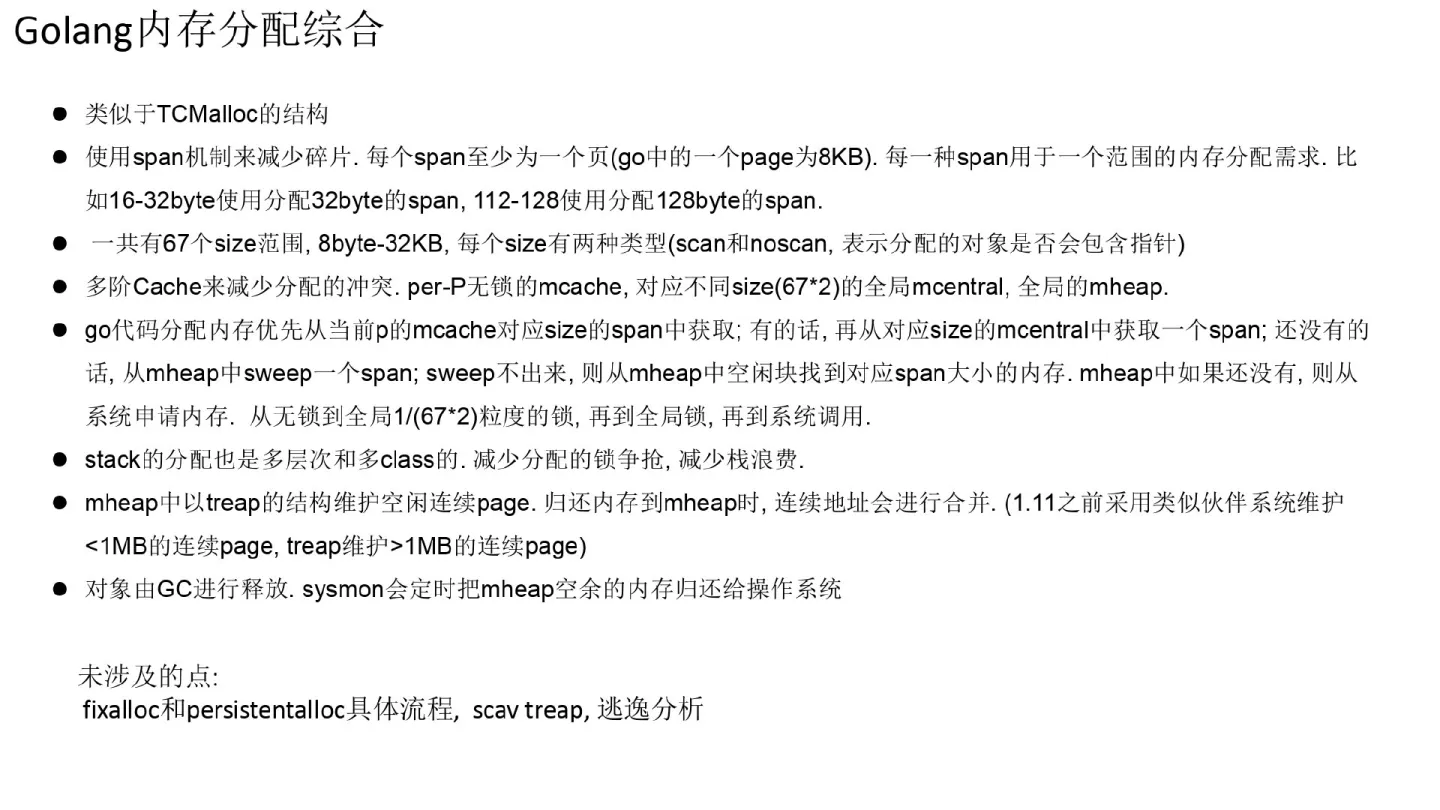 Golang内存分配综合
● 类似于TCMalloc的结构
● 使用span机制来减少碎片. 每个span至少为一个页(go中的一个page为8KB). 每一种span用于一个范围的内存分配需求. 比
如16-32byte使用分配32byte的span, 112-128使用分配128byte的span.
● 一共有67个size范围, 8byte-32KB, 每个size有两种类型(scan和noscan, 表示分配的对象是否会包含指针)
● 多阶Cache来减少分配的冲突. per-P无锁的mcache, 对应不同size(67*2)的全局mcentral, 全局的mheap.
● go代码分配内存优先从当前p的mcache对应size的span中获取; 有的话, 再从对应size的mcentral中获取一个span; 还没有的
话, 从mheap中sweep一个span; sweep不出来, 则从mheap中空闲块找到对应span大小的内存. mheap中如果还没有, 则从
系统申请内存. 从无锁到全局1/(67*2)粒度的锁, 再到全局锁, 再到系统调用.
● stack的分配也是多层次和多class的. 减少分配的锁争抢, 减少栈浪费.
● mheap中以treap的结构维护空闲连续page. 归还内存到mheap时, 连续地址会进行合并. (1.11之前采用类似伙伴系统维护
<1MB的连续page, treap维护>1MB的连续page)
● 对象由GC进行释放. sysmon会定时把mheap空余的内存归还给操作系统
未涉及的点:
fixalloc和persistentalloc具体流程, scav treap, 逃逸分析